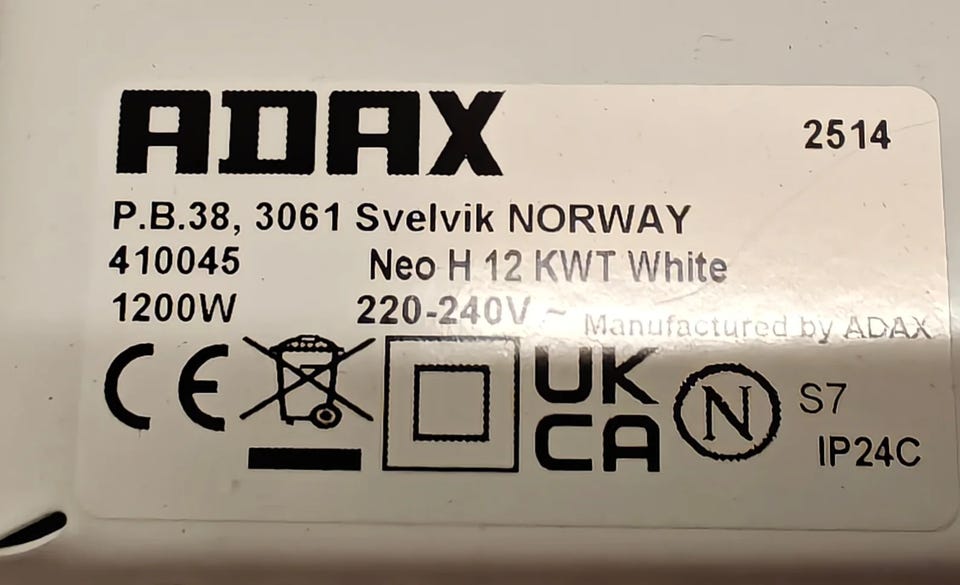 ADAX
2514
P.B.38, 3061 Svelvik NORWAY
410045 Neo H 12 KWT White
1200W 220-240V ~ Manufactured by ADAX
CE UK CA N S7
IP24C